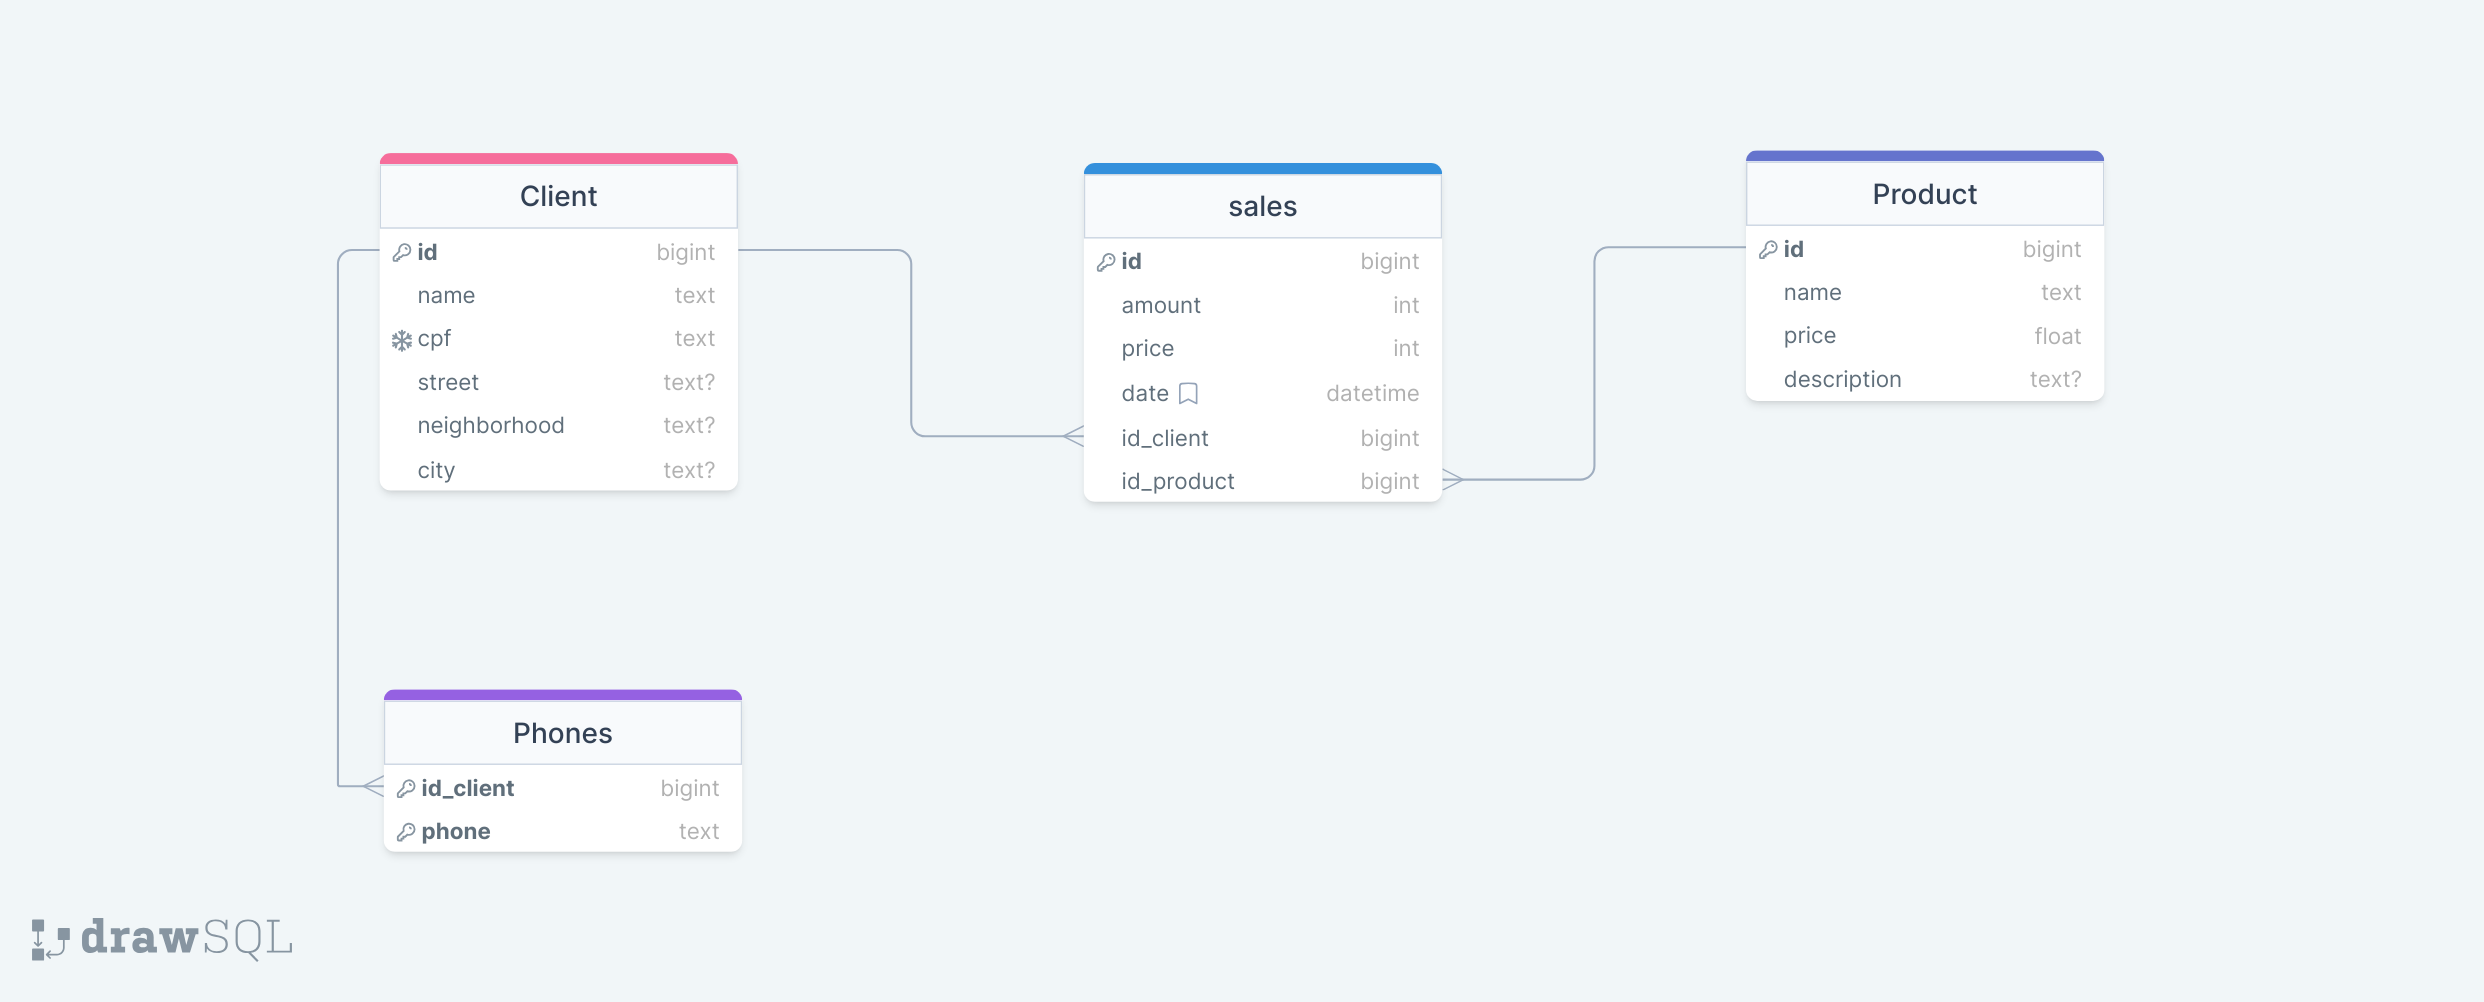 Client
id bigint
name text
cpf text
street text?
neighborhood text?
city text?
sales
id bigint
amount int
price int
date datetime
id_client bigint
id_product bigint
Product
id bigint
name text
price float
description text?
Phones
id_client bigint
phone text
drawSQL